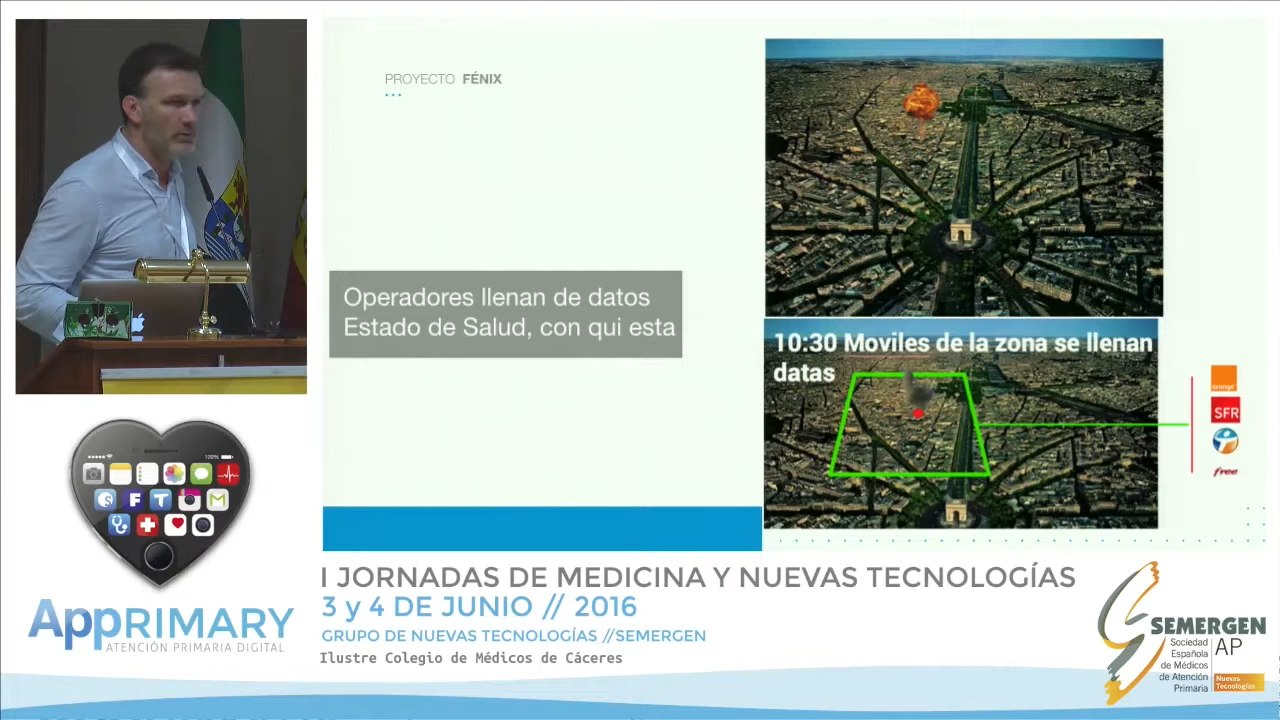 PROYECTO FÉNIX
Operadores llenan de datos
Estado de Salud, con qui esta
10:30 Moviles de la zona se llenan
datas
orange
SFR
free
100%
F
T
M
AppRIMARY
ATENCIÓN PRIMARIA DIGITAL
I JORNADAS DE MEDICINA Y NUEVAS TECNOLOGÍAS
3 y 4 DE JUNIO // 2016
GRUPO DE NUEVAS TECNOLOGÍAS //SEMERGEN
Ilustre Colegio de Médicos de Cáceres
SEMERGEN
Sociedad
Española
de Médicos
de Atención
Primaria
AP
Nuevas
Tecnologías